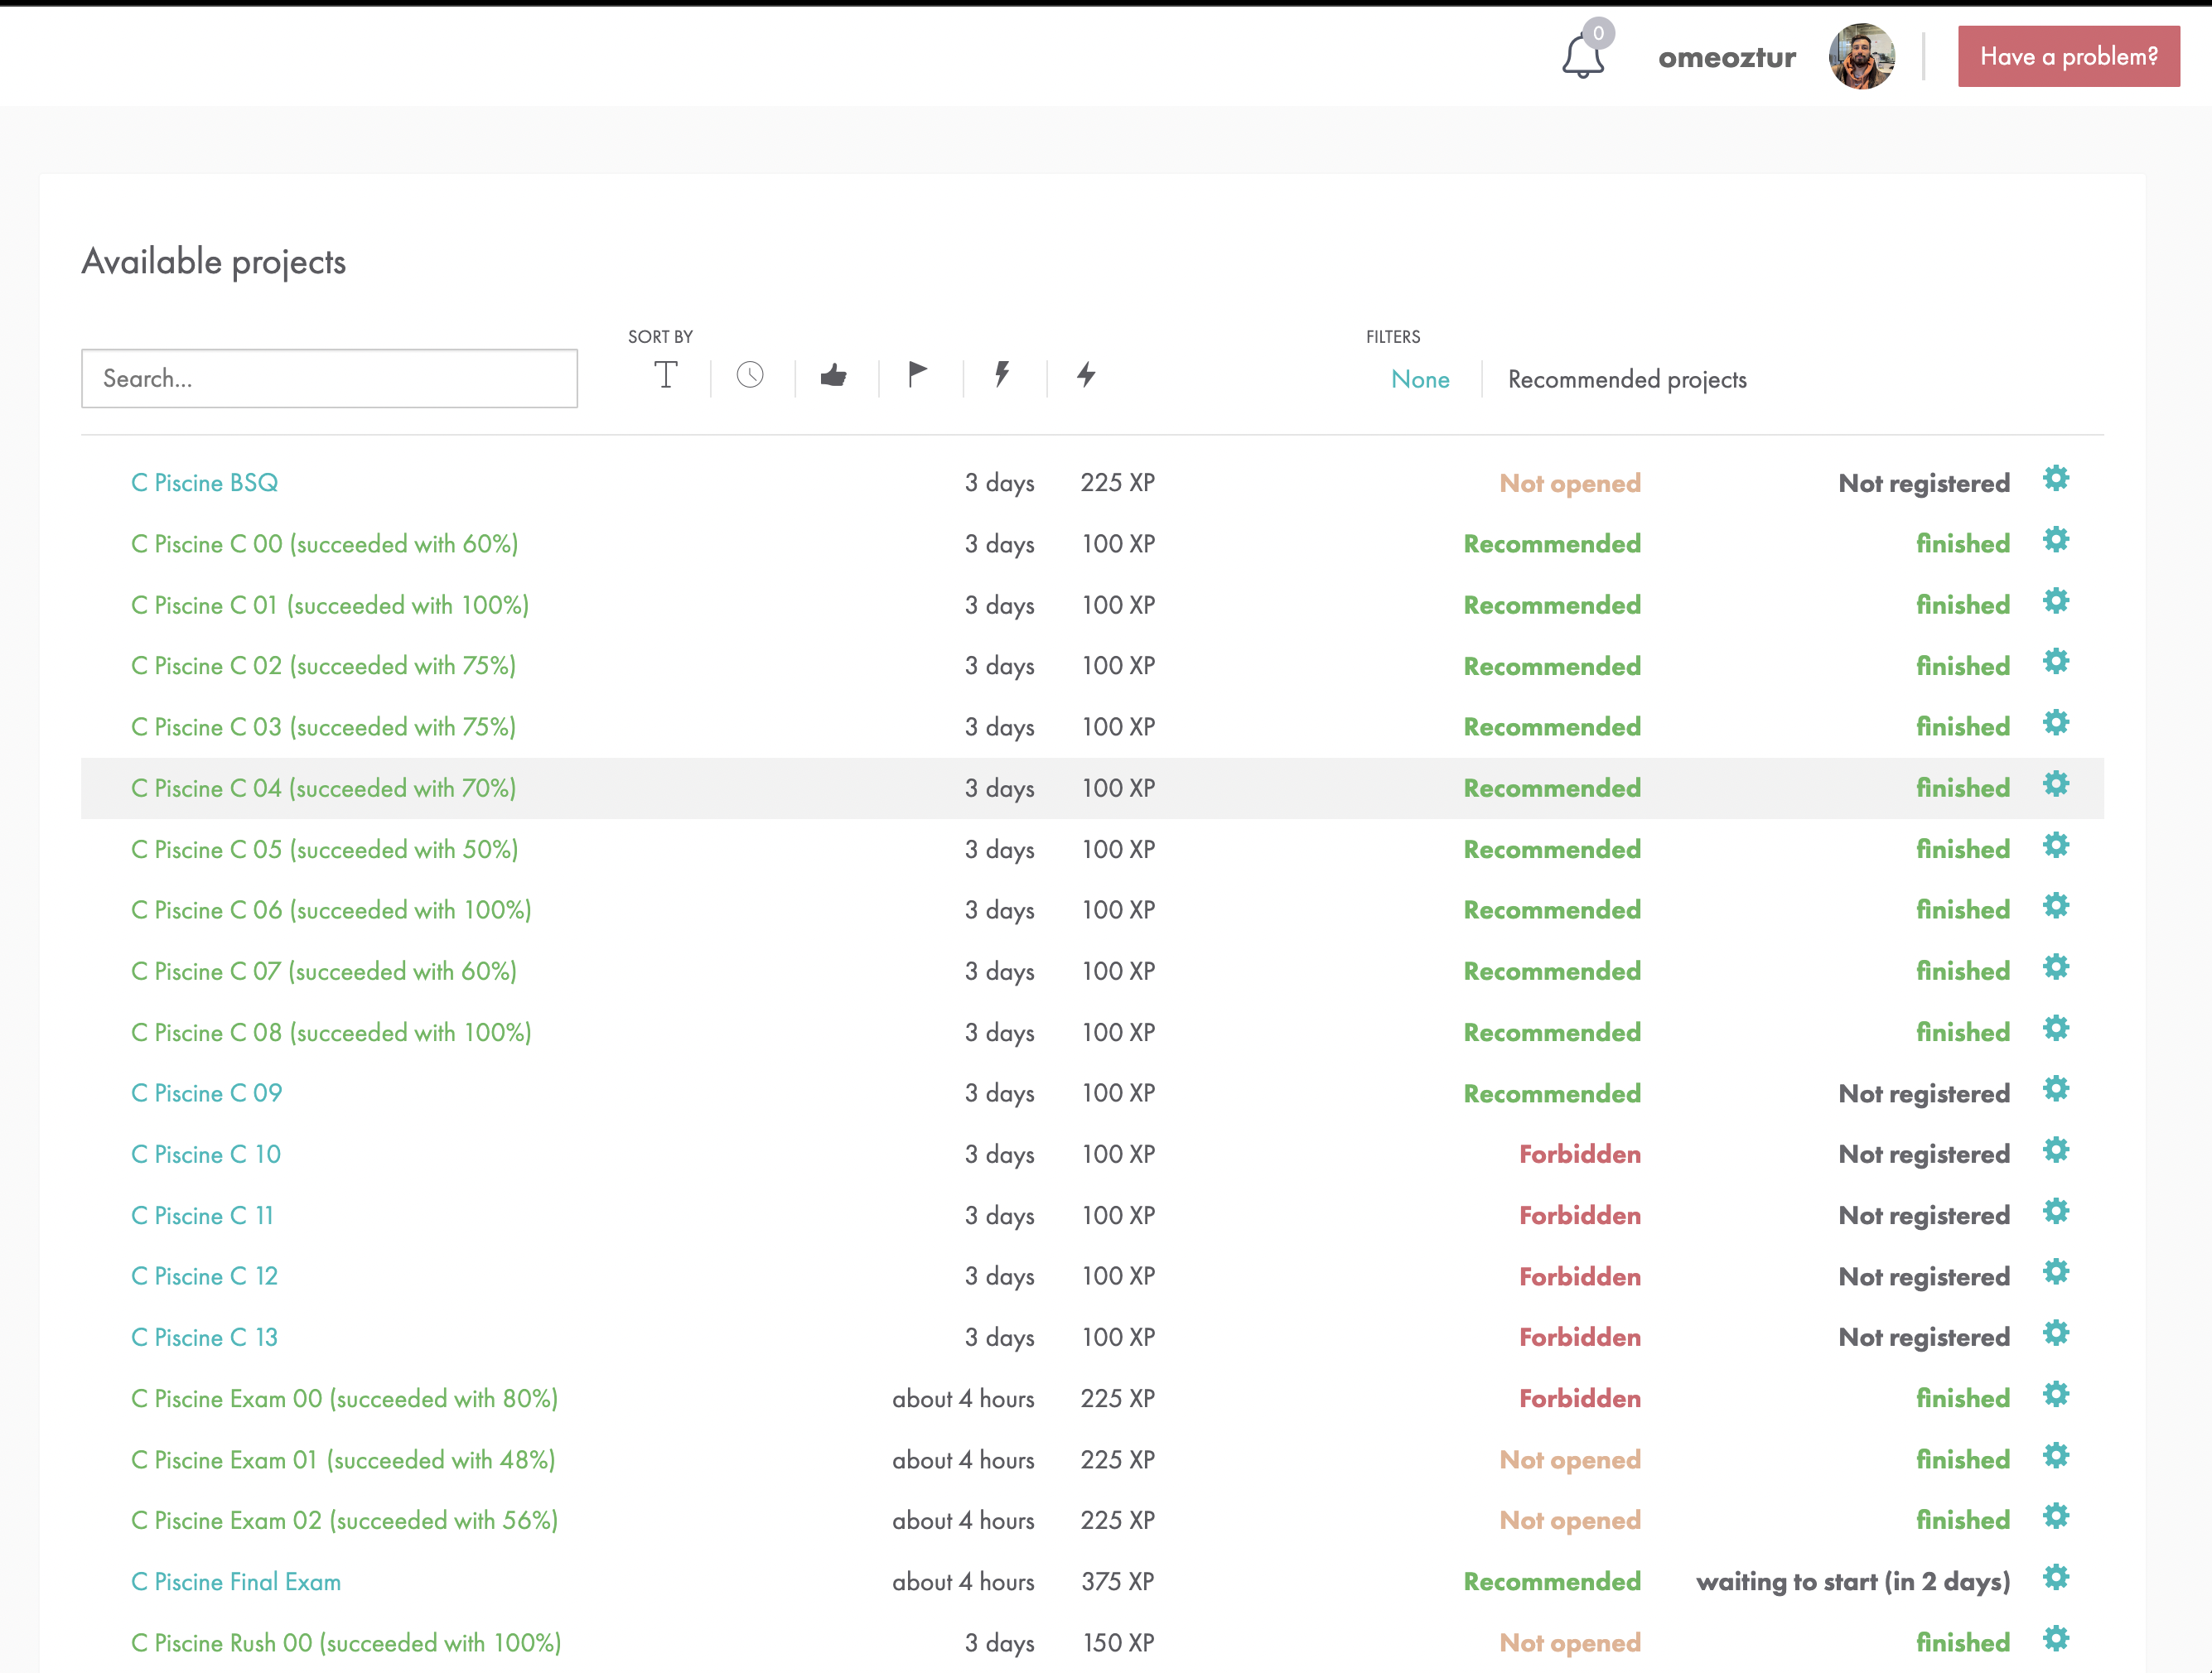 0
omeoztur
Have a problem?
Available projects
SORT BY
FILTERS
Search...
None
Recommended projects
C Piscine BSQ 3 days 225 XP Not opened Not registered
C Piscine C 00 (succeeded with 60%) 3 days 100 XP Recommended finished
C Piscine C 01 (succeeded with 100%) 3 days 100 XP Recommended finished
C Piscine C 02 (succeeded with 75%) 3 days 100 XP Recommended finished
C Piscine C 03 (succeeded with 75%) 3 days 100 XP Recommended finished
C Piscine C 04 (succeeded with 70%) 3 days 100 XP Recommended finished
C Piscine C 05 (succeeded with 50%) 3 days 100 XP Recommended finished
C Piscine C 06 (succeeded with 100%) 3 days 100 XP Recommended finished
C Piscine C 07 (succeeded with 60%) 3 days 100 XP Recommended finished
C Piscine C 08 (succeeded with 100%) 3 days 100 XP Recommended finished
C Piscine C 09 3 days 100 XP Recommended Not registered
C Piscine C 10 3 days 100 XP Forbidden Not registered
C Piscine C 11 3 days 100 XP Forbidden Not registered
C Piscine C 12 3 days 100 XP Forbidden Not registered
C Piscine C 13 3 days 100 XP Forbidden Not registered
C Piscine Exam 00 (succeeded with 80%) about 4 hours 225 XP Forbidden finished
C Piscine Exam 01 (succeeded with 48%) about 4 hours 225 XP Not opened finished
C Piscine Exam 02 (succeeded with 56%) about 4 hours 225 XP Not opened finished
C Piscine Final Exam about 4 hours 375 XP Recommended waiting to start (in 2 days)
C Piscine Rush 00 (succeeded with 100%) 3 days 150 XP Not opened finished